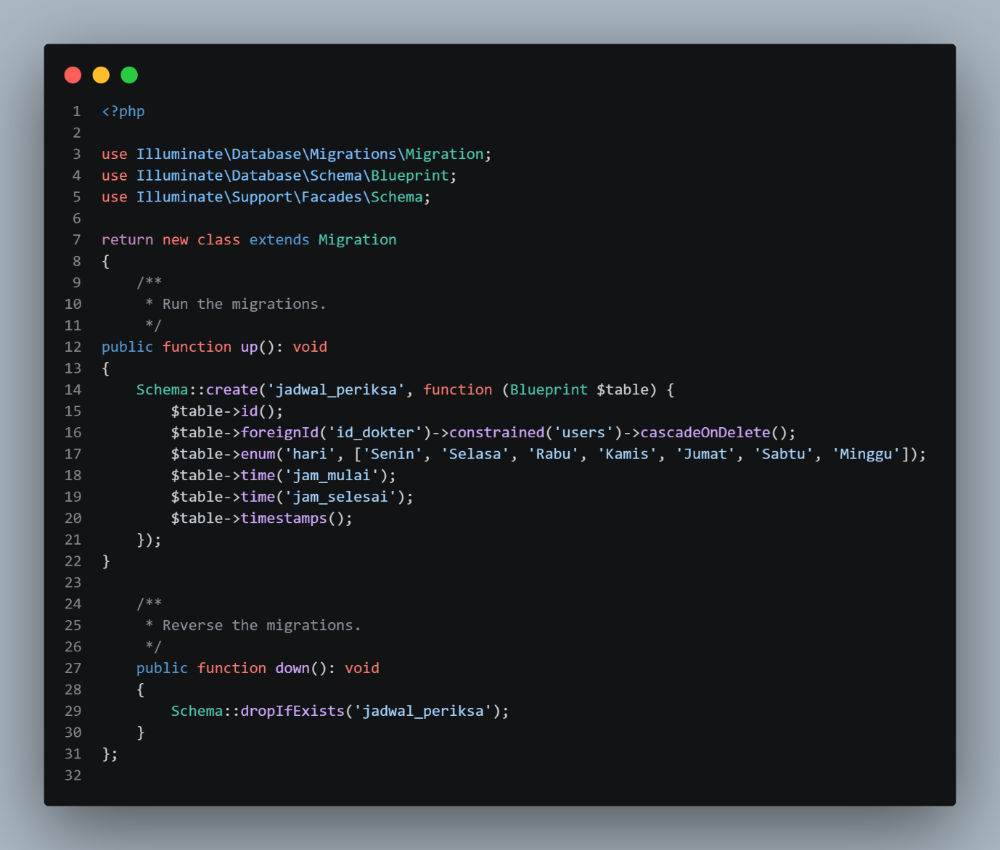 1 <?php
2
3 use Illuminate\Database\Migrations\Migration;
4 use Illuminate\Database\Schema\Blueprint;
5 use Illuminate\Support\Facades\Schema;
6
7 return new class extends Migration
8 {
9     /**
10      * Run the migrations.
11      */
12 public function up(): void
13 {
14     Schema::create('jadwal_periksa', function (Blueprint $table) {
15         $table->id();
16         $table->foreignId('id_dokter')->constrained('users')->cascadeOnDelete();
17         $table->enum('hari', ['Senin', 'Selasa', 'Rabu', 'Kamis', 'Jumat', 'Sabtu', 'Minggu']);
18         $table->time('jam_mulai');
19         $table->time('jam_selesai');
20         $table->timestamps();
21     });
22 }
23
24     /**
25      * Reverse the migrations.
26      */
27     public function down(): void
28     {
29         Schema::dropIfExists('jadwal_periksa');
30     }
31 };
32